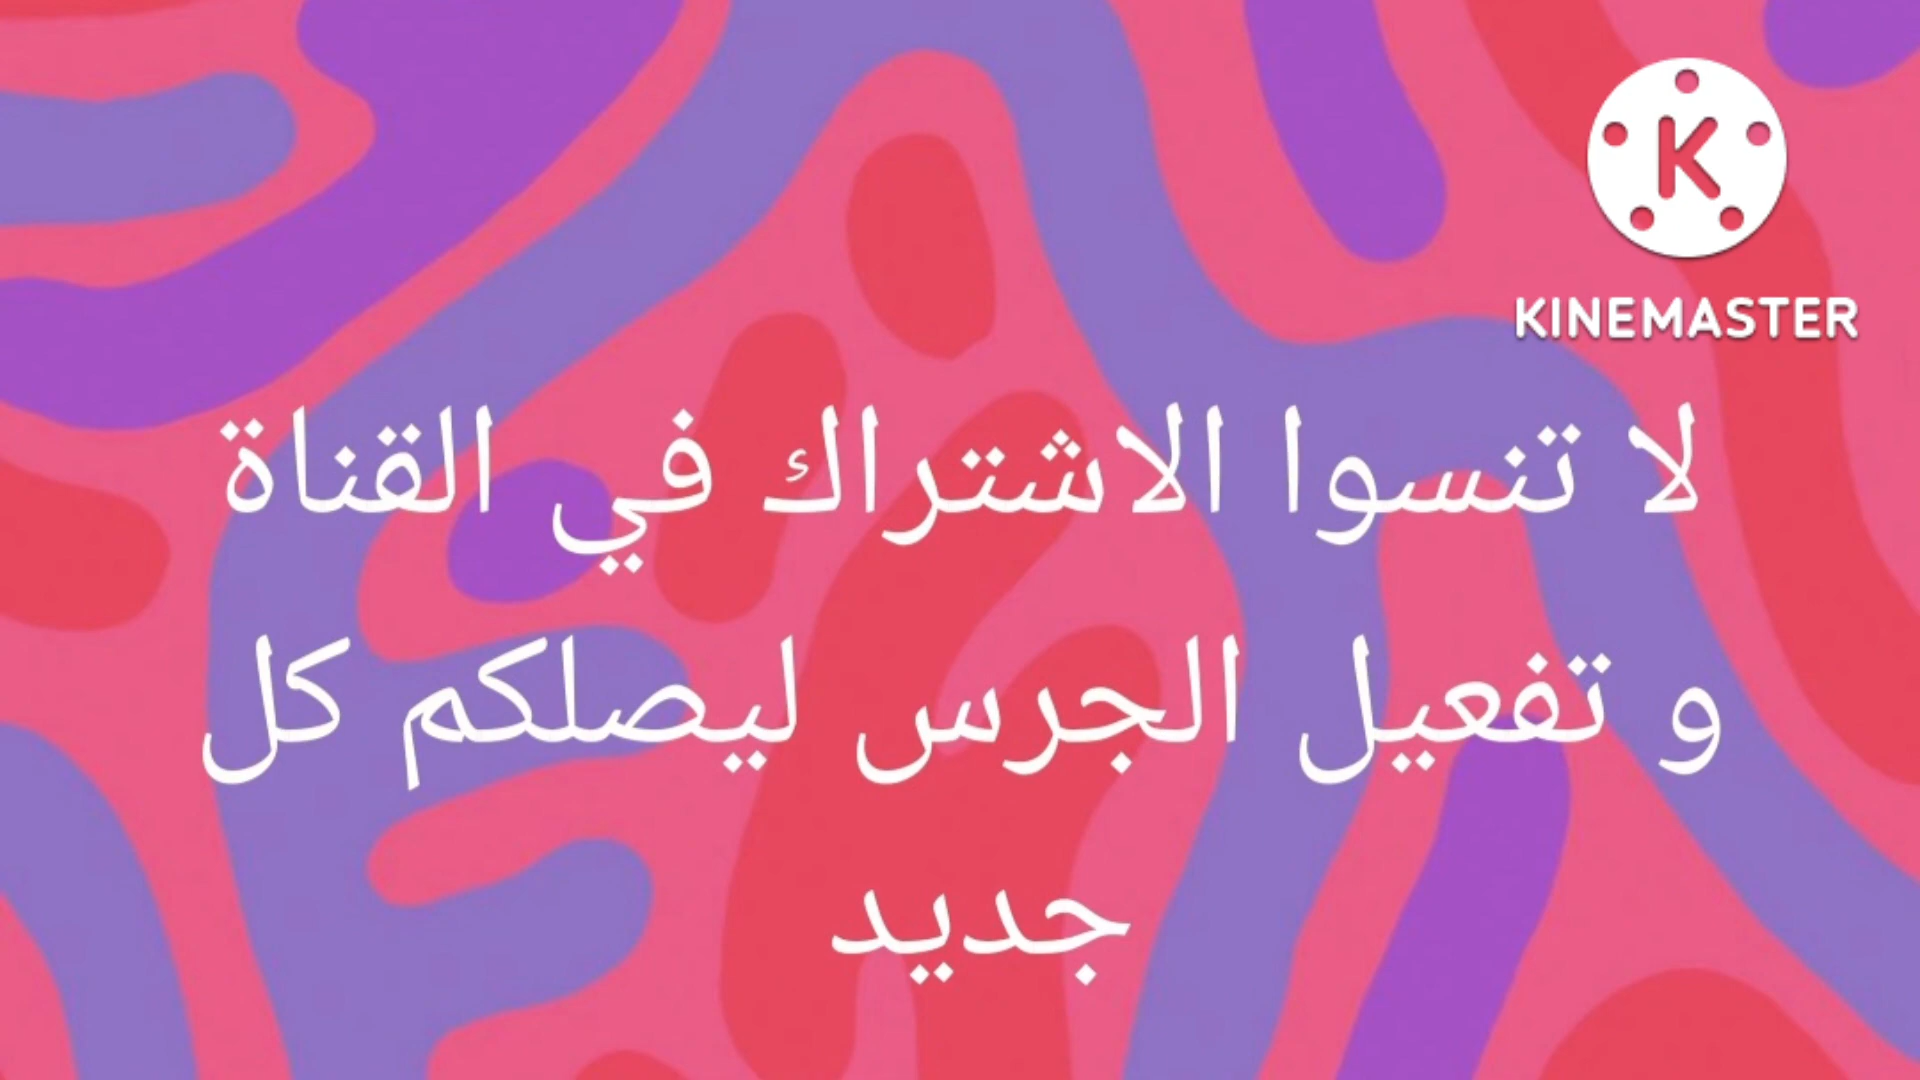 KINEMASTER
لا تنسوا الاشتراك في القناة
و تفعيل الجرس ليصلكم كل
جديد